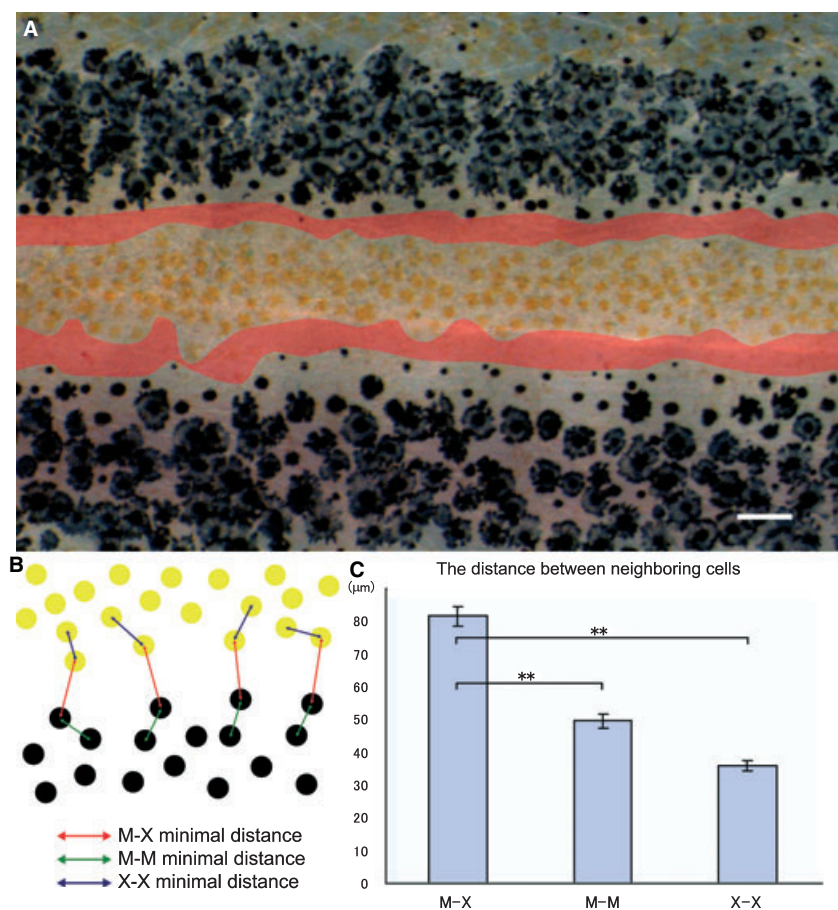 A
B
M-X minimal distance
M-M minimal distance
X-X minimal distance
C
The distance between neighboring cells
(μm)
80
70
60
50
40
30
20
10
0
**
**
M-X
M-M
X-X